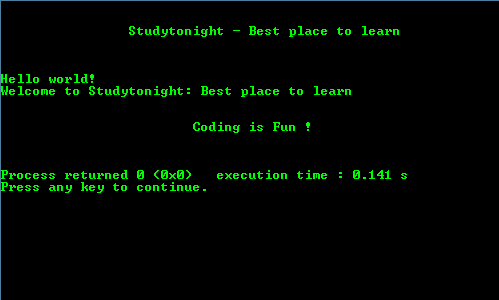 Studytonight - Best place to learn
Hello world!
Welcome to Studytonight: Best place to learn
Coding is Fun !
Process returned 0 (0x0)   execution time : 0.141 s
Press any key to continue.